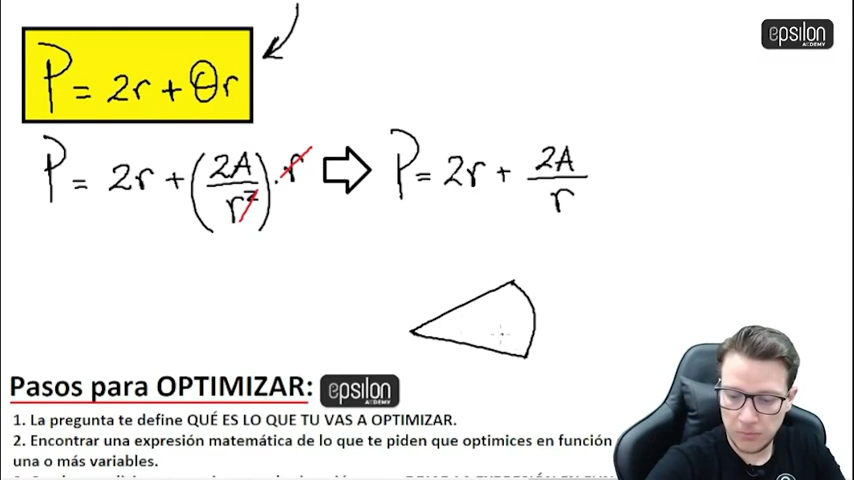 epsilon
ACADEMY
P = 2r + θr
P = 2r + (2A/r²) · r ⇒ P = 2r + 2A/r
Pasos para OPTIMIZAR: epsilon
ACADEMY
1. La pregunta te define QUÉ ES LO QUE TU VAS A OPTIMIZAR.
2. Encontrar una expresión matemática de lo que te piden que optimices en función
una o más variables.